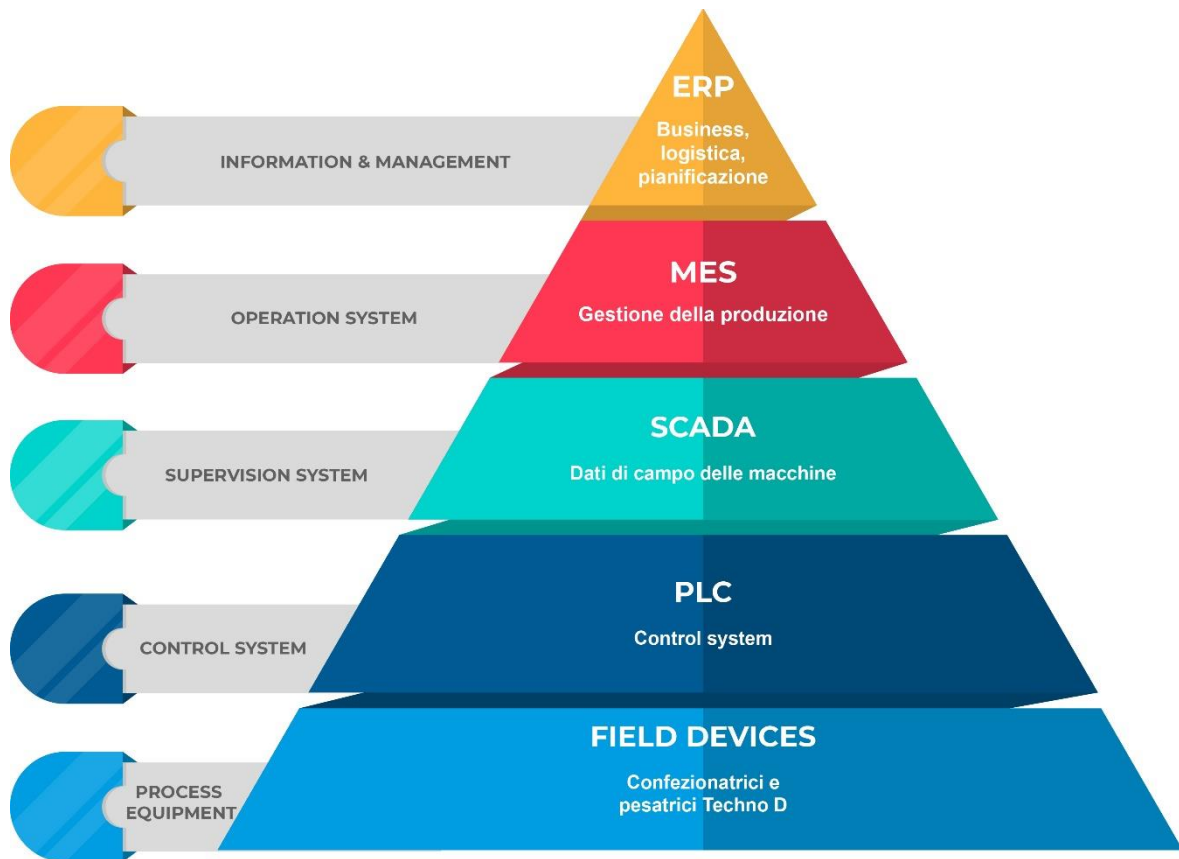 ERP
Business,
logistica,
pianificazione
INFORMATION & MANAGEMENT
MES
Gestione della produzione
OPERATION SYSTEM
SCADA
Dati di campo delle macchine
SUPERVISION SYSTEM
PLC
Control system
CONTROL SYSTEM
FIELD DEVICES
Confezionatrici e
pesatrici Techno D
PROCESS
EQUIPMENT